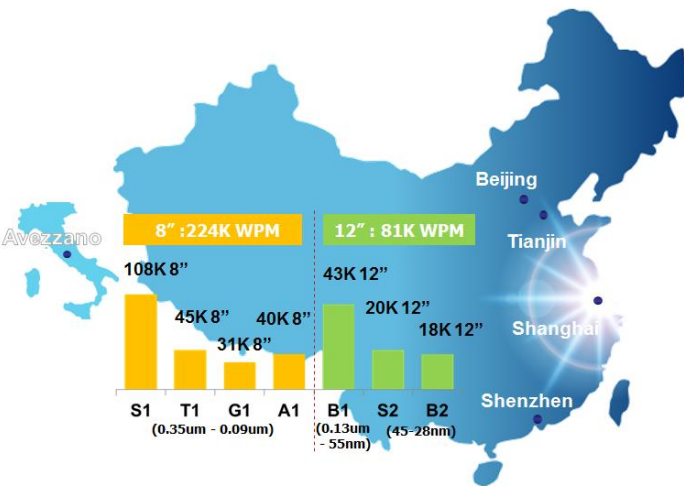 Beijing
Avezzano
8” :224K WPM
12” : 81K WPM
Tianjin
108K 8”
43K 12”
45K 8”
31K 8”
40K 8”
20K 12”
18K 12”
Shanghai
S1
T1
G1
A1
B1
S2
B2
(0.35um - 0.09um)
(0.13um
- 55nm)
(45-28nm)
Shenzhen